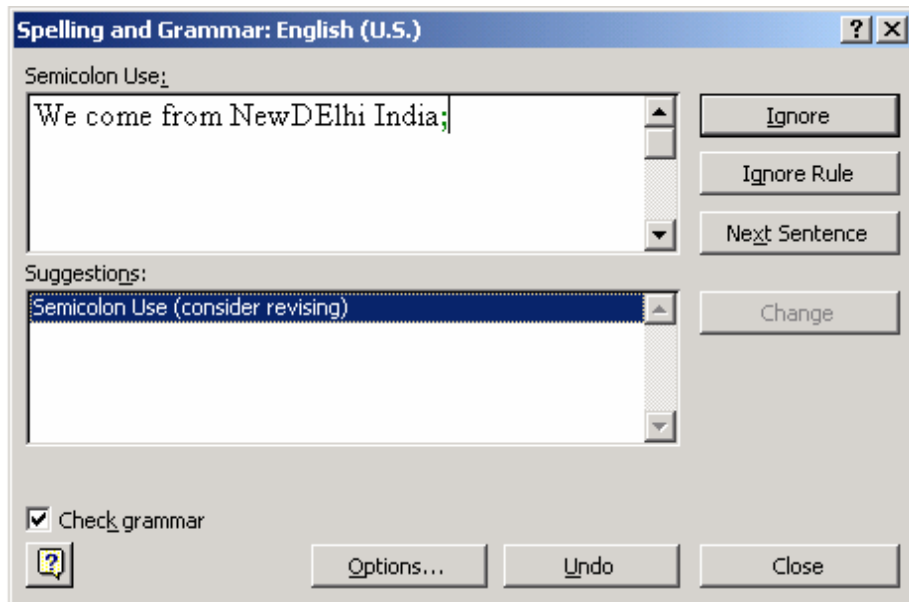 Spelling and Grammar: English (U.S.)
Semicolon Use:
We come from NewDElhi India;
Ignore
Ignore Rule
Next Sentence
Suggestions:
Semicolon Use (consider revising)
Change
Check grammar
Options...
Undo
Close